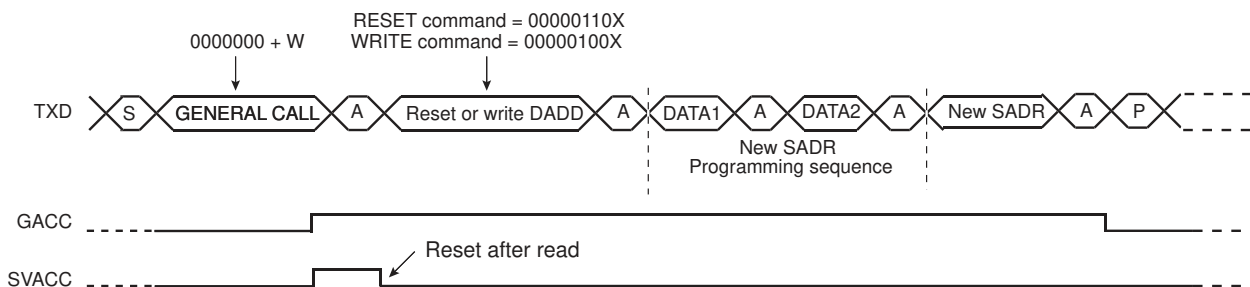 RESET command = 00000110X
0000000 + W WRITE command = 00000100X
TXD S GENERAL CALL A Reset or write DADD A DATA1 A DATA2 A New SADR A P
New SADR
Programming sequence
GACC
Reset after read
SVACC